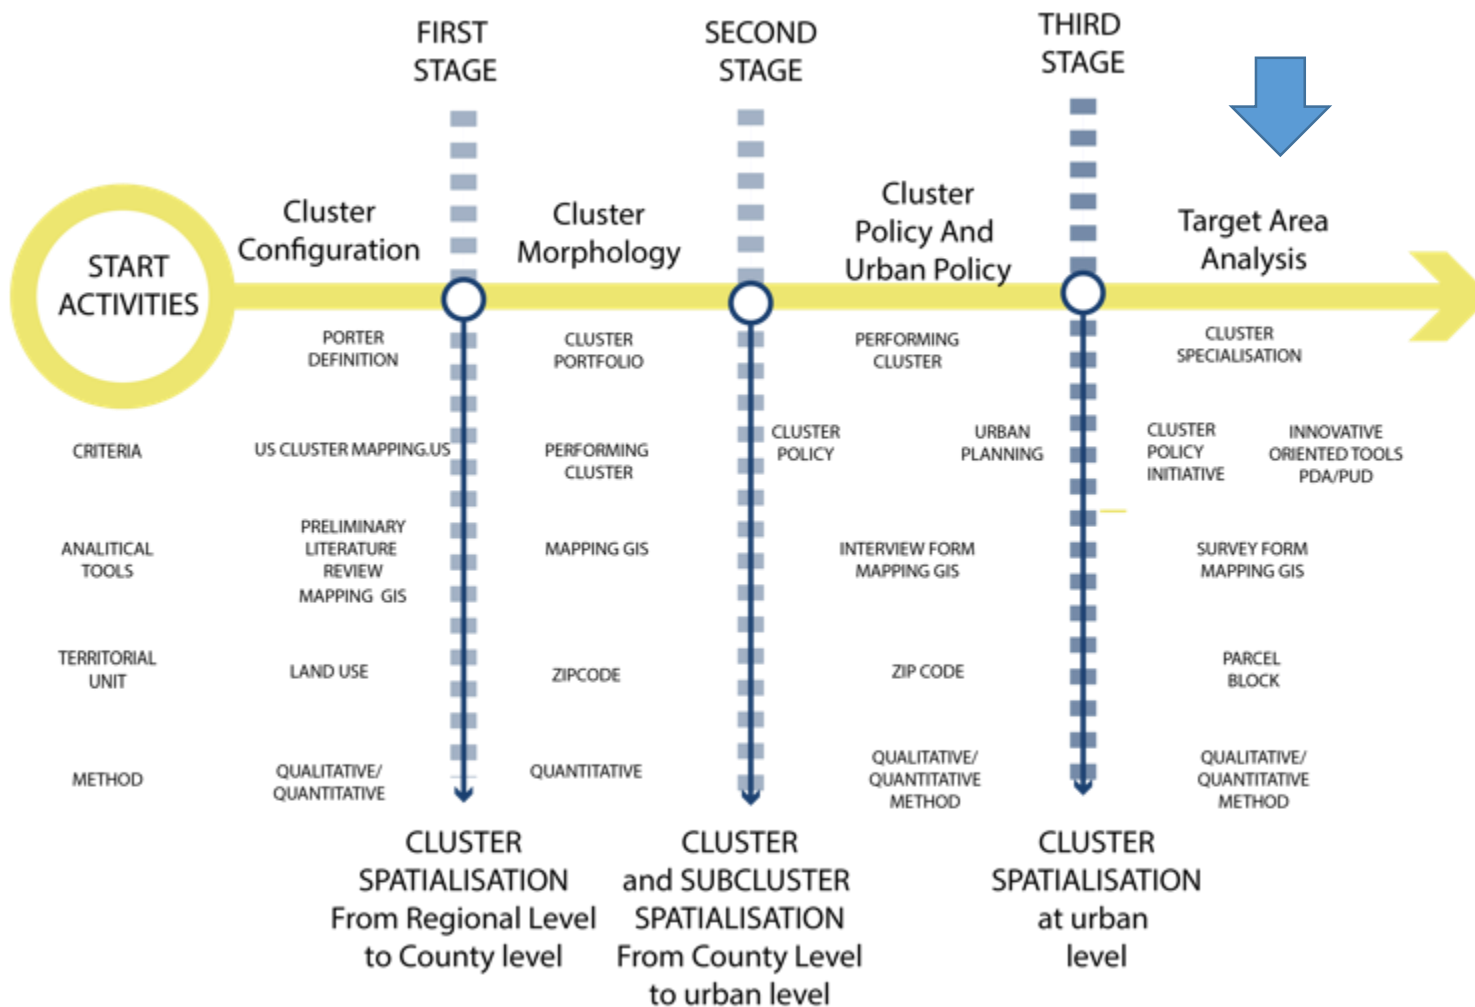 FIRST
STAGE
SECOND
STAGE
THIRD
STAGE
START
ACTIVITIES
Cluster
Configuration
Cluster
Morphology
Cluster
Policy And
Urban Policy
Target Area
Analysis
PORTER
DEFINITION
CLUSTER
PORTFOLIO
PERFORMING
CLUSTER
CLUSTER
SPECIALISATION
CRITERIA
US CLUSTER MAPPING.US
PERFORMING
CLUSTER
CLUSTER
POLICY
URBAN
PLANNING
CLUSTER
POLICY
INITIATIVE
INNOVATIVE
ORIENTED TOOLS
PDA/PUD
ANALITICAL
TOOLS
PRELIMINARY
LITERATURE
REVIEW
MAPPING GIS
MAPPING GIS
INTERVIEW FORM
MAPPING GIS
SURVEY FORM
MAPPING GIS
TERRITORIAL
UNIT
LAND USE
ZIPCODE
ZIP CODE
PARCEL
BLOCK
METHOD
QUALITATIVE/
QUANTITATIVE
QUANTITATIVE
QUALITATIVE/
QUANTITATIVE
METHOD
QUALITATIVE/
QUANTITATIVE
METHOD
CLUSTER
SPATIALISATION
From Regional Level
to County level
CLUSTER
and SUBCLUSTER
SPATIALISATION
From County Level
to urban level
CLUSTER
SPATIALISATION
at urban
level